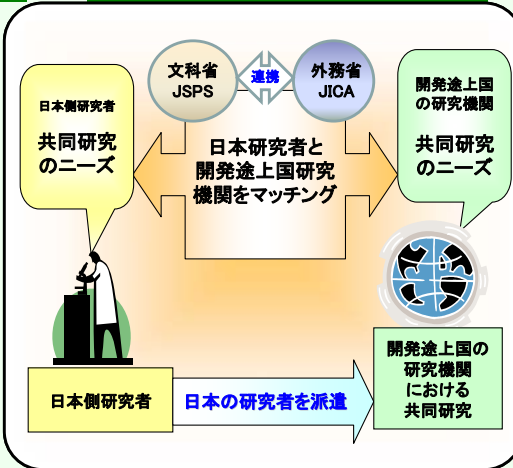 文科省
JSPS
連携
外務省
JICA
日本側研究者
共同研究
のニーズ
日本研究者と
開発途上国研究
機関をマッチング
開発途上国
の研究機関
共同研究
のニーズ
日本側研究者
日本の研究者を派遣
開発途上国の
研究機関
における
共同研究